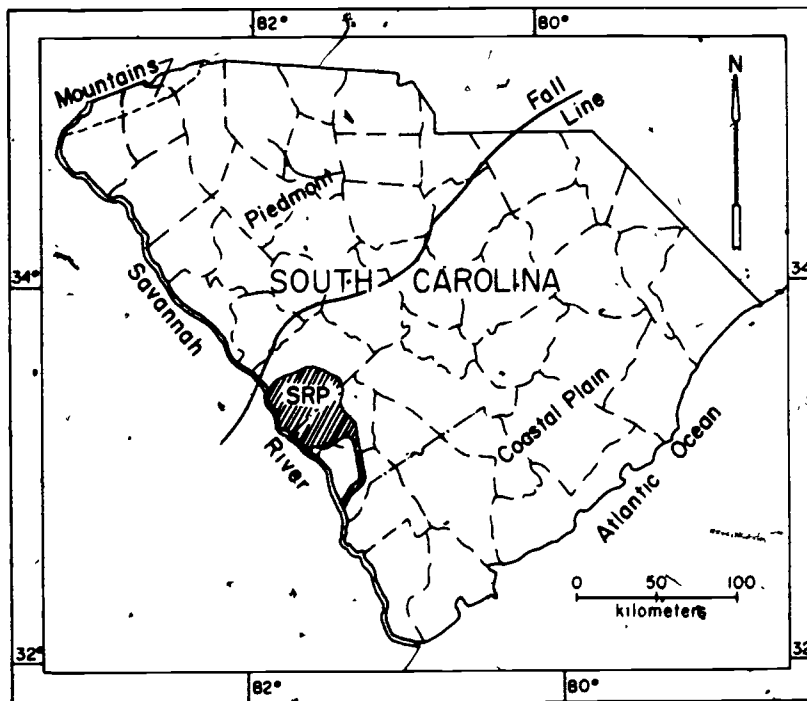 82° 80°
Mountains
Fall
Line
N
Piedmont
34° SOUTH CAROLINA 34
Savannah
River
SRP
Coastal Plain
Atlantic Ocean
0 50 100
kilometers
32° 32
82° 80°